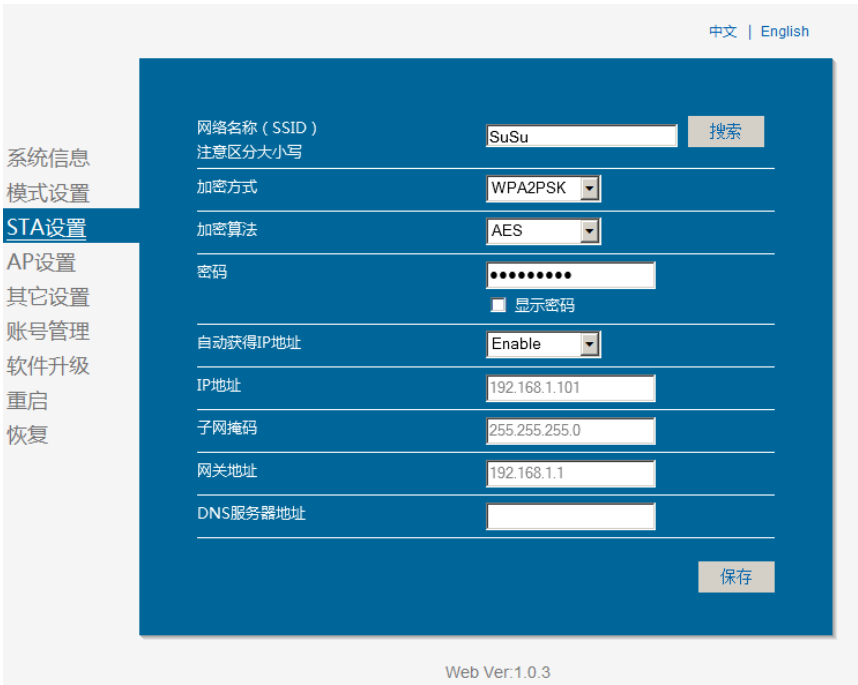 中文 | English
系统信息
模式设置
STA设置
AP设置
其它设置
账号管理
软件升级
重启
恢复
网络名称（SSID）
注意区分大小写
SuSu
搜索
加密方式
WPA2PSK
加密算法
AES
密码
•••••••••
显示密码
自动获得IP地址
Enable
IP地址
192.168.1.101
子网掩码
255.255.255.0
网关地址
192.168.1.1
DNS服务器地址
保存
Web Ver:1.0.3